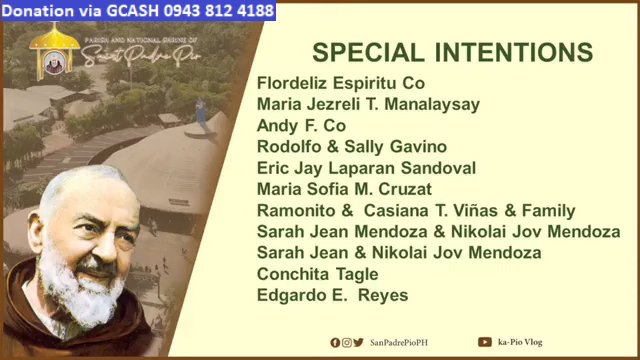 Donation via GCASH 0943 812 4188
PARISH AND NATIONAL SHRINE OF
Saint Padre Pio
SPECIAL INTENTIONS
Flordeliz Espiritu Co
Maria Jezreli T. Manalaysay
Andy F. Co
Rodolfo & Sally Gavino
Eric Jay Laparan Sandoval
Maria Sofia M. Cruzat
Ramonito &  Casiana T. Viñas & Family
Sarah Jean Mendoza & Nikolai Jov Mendoza
Sarah Jean & Nikolai Jov Mendoza
Conchita Tagle
Edgardo E.  Reyes
SanPadrePioPH
ka-Pio Vlog